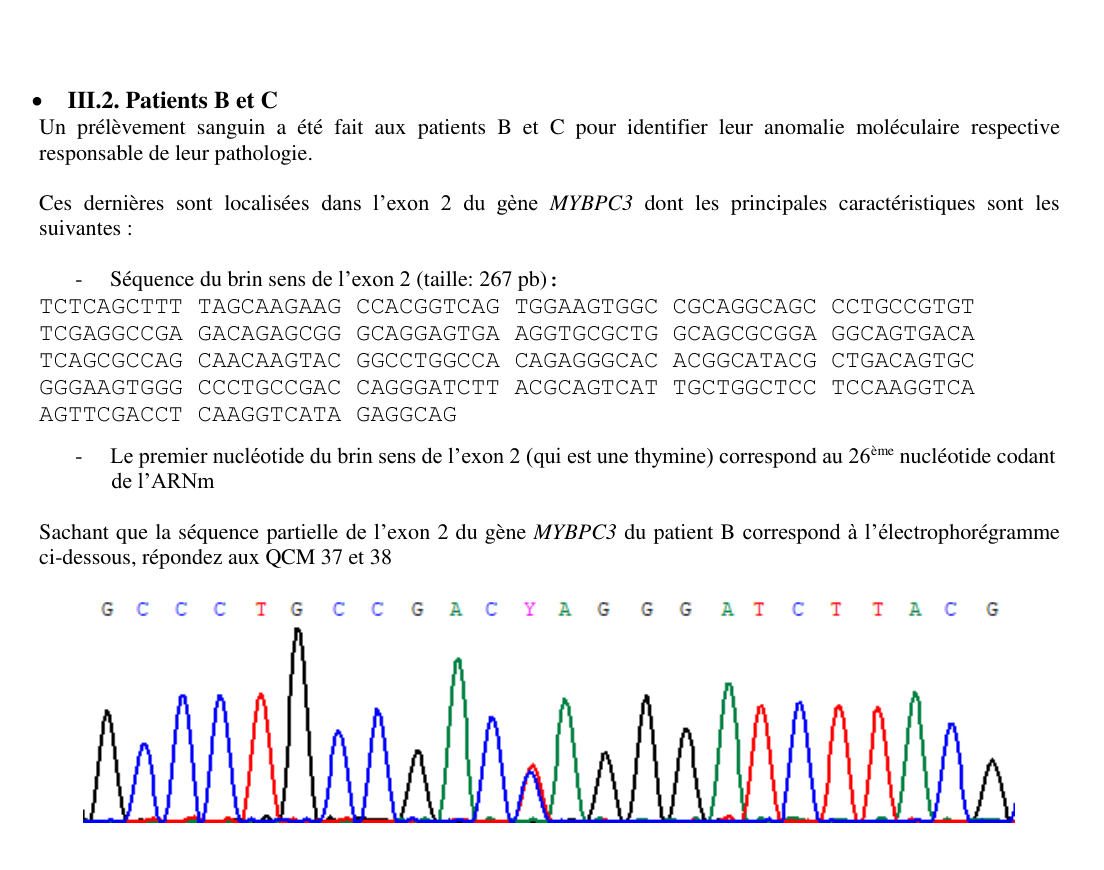 • III.2. Patients B et C
Un prélèvement sanguin a été fait aux patients B et C pour identifier leur anomalie moléculaire respective
responsable de leur pathologie.
Ces dernières sont localisées dans l'exon 2 du gène MYBPC3 dont les principales caractéristiques sont les
suivantes :
- Séquence du brin sens de l'exon 2 (taille: 267 pb) :
TCTCAGCTTT TAGCAAGAAG CCACGGTCAG TGGAAGTGGC CGCAGGCAGC CCTGCCGTGT
TCGAGGCCGA GACAGAGCGG GCAGGAGTGA AGGTGCGCTG GCAGCGCGGA GGCAGTGACA
TCAGCGCCAG CAACAAGTAC GGCCTGGCCA CAGAGGGCAC ACGGCATACG CTGACAGTGC
GGGAAGTGGG CCCTGCCGAC CAGGGATCTT ACGCAGTCAT TGCTGGCTCC TCCAAGGTCA
AGTTCGACCT CAAGGTCATA GAGGCAG
- Le premier nucléotide du brin sens de l'exon 2 (qui est une thymine) correspond au 26ème nucléotide codant
de l'ARNm
Sachant que la séquence partielle de l'exon 2 du gène MYBPC3 du patient B correspond à l'électrophorégramme
ci-dessous, répondez aux QCM 37 et 38
G C C C T G C C G A C Y A G G G A T C T T A C G